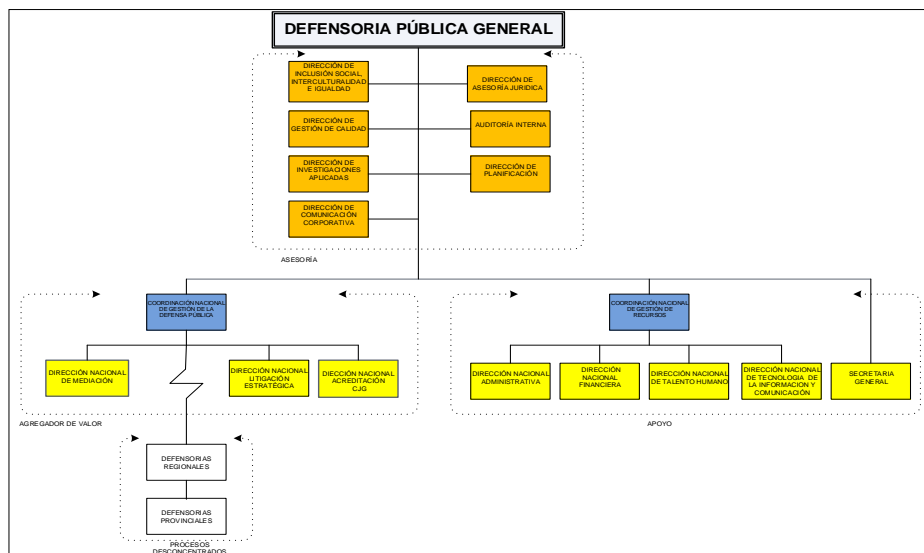 DEFENSORIA PÚBLICA GENERAL
DIRECCIÓN DE
INCLUSIÓN SOCIAL,
INTERCULTURALIDAD
E IGUALDAD
DIRECCIÓN DE
ASESORÍA JURIDICA
DIRECCIÓN DE
GESTIÓN DE CALIDAD
AUDITORÍA INTERNA
DIRECCIÓN DE
INVESTIGACIONES
APLICADAS
DIRECCIÓN DE
PLANIFICACIÓN
DIRECCIÓN DE
COMUNICACIÓN
CORPORATIVA
ASESORÍA
COORDINACIÓN NACIONAL
DE GESTIÓN DE LA
DEFENSA PÚBLICA
COORDINACIÓN NACIONAL
DE GESTIÓN DE
RECURSOS
DIRECCIÓN NACIONAL
DE MEDIACIÓN
DIRECCIÓN NACIONAL
LITIGACIÓN
ESTRATÉGICA
DIECCIÓN NACIONAL
ACREDITACIÓN
CJG
DIRECCIÓN NACIONAL
ADMINISTRATIVA
DIRECCIÓN
NACIONAL
FINANCIERA
DIRECCIÓN NACIONAL
DE TALENTO HUMANO
DIRECCIÓN NACIONAL
DE TECNOLOGIA DE
LA INFORMACIÓN Y
COMUNICACIÓN
SECRETARIA
GENERAL
AGREGADOR DE VALOR
APOYO
DEFENSORIAS
REGIONALES
DEFENSORIAS
PROVINCIALES
PROCESOS
DESCONCENTRADOS